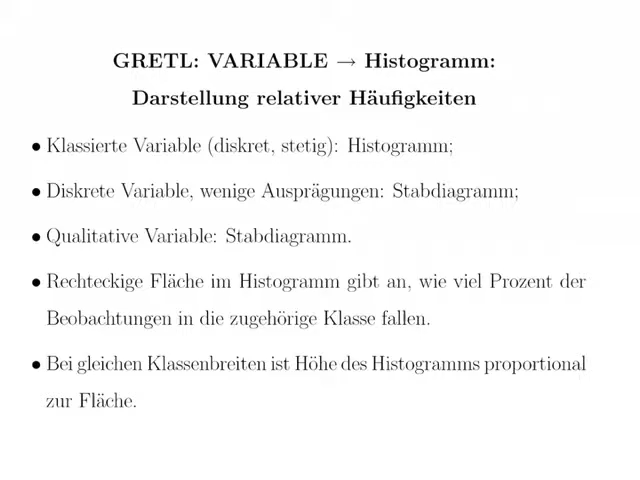 GRETL: VARIABLE → Histogramm:
Darstellung relativer Häufigkeiten
• Klassierte Variable (diskret, stetig): Histogramm;
• Diskrete Variable, wenige Ausprägungen: Stabdiagramm;
• Qualitative Variable: Stabdiagramm.
• Rechteckige Fläche im Histogramm gibt an, wie viel Prozent der
Beobachtungen in die zugehörige Klasse fallen.
• Bei gleichen Klassenbreiten ist Höhe des Histogramms proportional
zur Fläche.